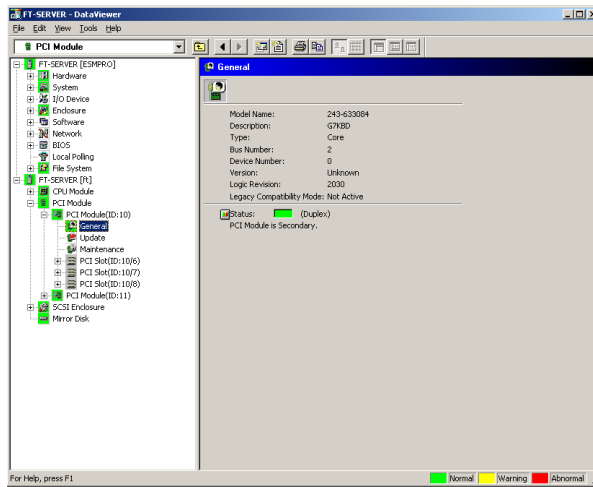 FT-SERVER - DataViewer
File Edit View Tools Help
PCI Module
FT-SERVER [ESMPRO]
Hardware
System
I/O Device
Enclosure
Software
Network
BIOS
Local Polling
File System
FT-SERVER [ft]
CPU Module
PCI Module
PCI Module(ID:10)
General
Update
Maintenance
PCI Slot(ID:10/6)
PCI Slot(ID:10/7)
PCI Slot(ID:10/8)
PCI Module(ID:11)
SCSI Enclosure
Mirror Disk
General
Model Name: 243-633084
Description: G7KBD
Type: Core
Bus Number: 2
Device Number: 0
Version: Unknown
Logic Revision: 2030
Legacy Compatibility Mode: Not Active
Status: (Duplex)
PCI Module is Secondary.
For Help, press F1
Normal Warning Abnormal